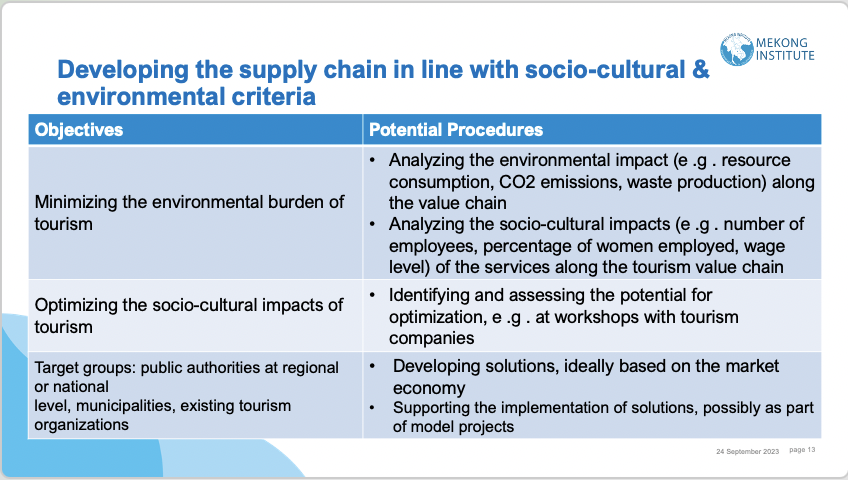 MEKONG
INSTITUTE
Developing the supply chain in line with socio-cultural &
environmental criteria
Objectives
Potential Procedures
Minimizing the environmental burden of
tourism
• Analyzing the environmental impact (e .g . resource
consumption, CO2 emissions, waste production) along
the value chain
• Analyzing the socio-cultural impacts (e .g . number of
employees, percentage of women employed, wage
level) of the services along the tourism value chain
Optimizing the socio-cultural impacts of
tourism
• Identifying and assessing the potential for
optimization, e .g . at workshops with tourism
companies
Target groups: public authorities at regional
or national
level, municipalities, existing tourism
organizations
• Developing solutions, ideally based on the market
economy
• Supporting the implementation of solutions, possibly as part
of model projects
24 September 2023
page 13